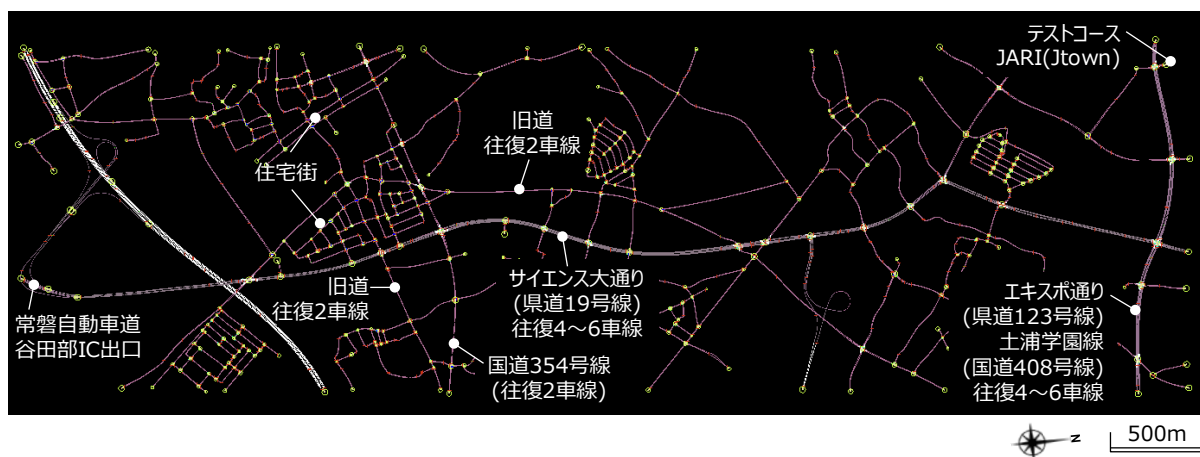 テストコース
JARI(Jtown)
旧道
往復2車線
住宅街
旧道
往復2車線
サイエンス大通り
(県道19号線)
往復4～6車線
エキスポ通り
(県道123号線)
土浦学園線
(国道408号線)
往復4～6車線
常磐自動車道
谷田部IC出口
国道354号線
(往復2車線)
N
500m